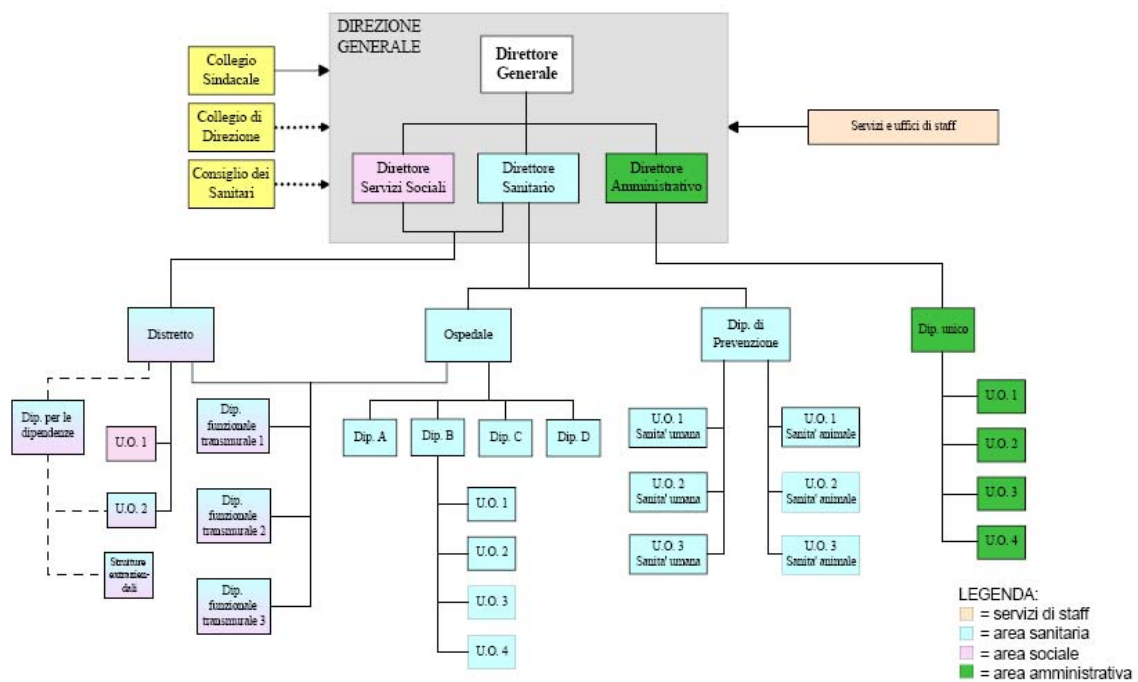 DIREZIONE
GENERALE
Direttore
Generale
Collegio
Sindacale
Collegio di
Direzione
Consiglio dei
Sanitari
Servizi e uffici di staff
Direttore
Servizi Sociali
Direttore
Sanitario
Direttore
Amministrativo
Distretto
Ospedale
Dip. di
Prevenzione
Dip. unico
Dip. per le
dipendenze
U.O. 1
U.O. 2
Strutture
extrazien-
dali
Dip.
funzionale
transmurale 1
Dip.
funzionale
transmurale 2
Dip.
funzionale
transmurale 3
Dip. A
Dip. B
Dip. C
Dip. D
U.O. 1
U.O. 2
U.O. 3
U.O. 4
U.O. 1
Sanita' umana
U.O. 2
Sanita' umana
U.O. 3
Sanita' umana
U.O. 1
Sanita' animale
U.O. 2
Sanita' animale
U.O. 3
Sanita' animale
U.O. 1
U.O. 2
U.O. 3
U.O. 4
LEGENDA:
= servizi di staff
= area sanitaria
= area sociale
= area amministrativa